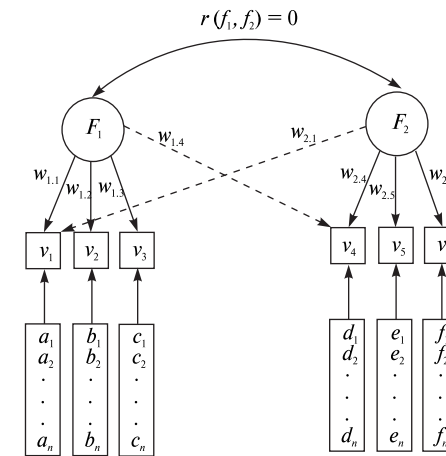 r (f₁, f₂) = 0
F₁
F₂
w₁.₄
w₂.₁
w₁.₁
w₁.₂
w₁.₃
w₂.₄
w₂.₅
v₁
v₂
v₃
v₄
v₅
a₁
a₂
.
.
.
aₙ
b₁
b₂
.
.
.
bₙ
c₁
c₂
.
.
.
cₙ
d₁
d₂
.
.
.
dₙ
e₁
e₂
.
.
.
eₙ
f₂
.
.
.
fₙ